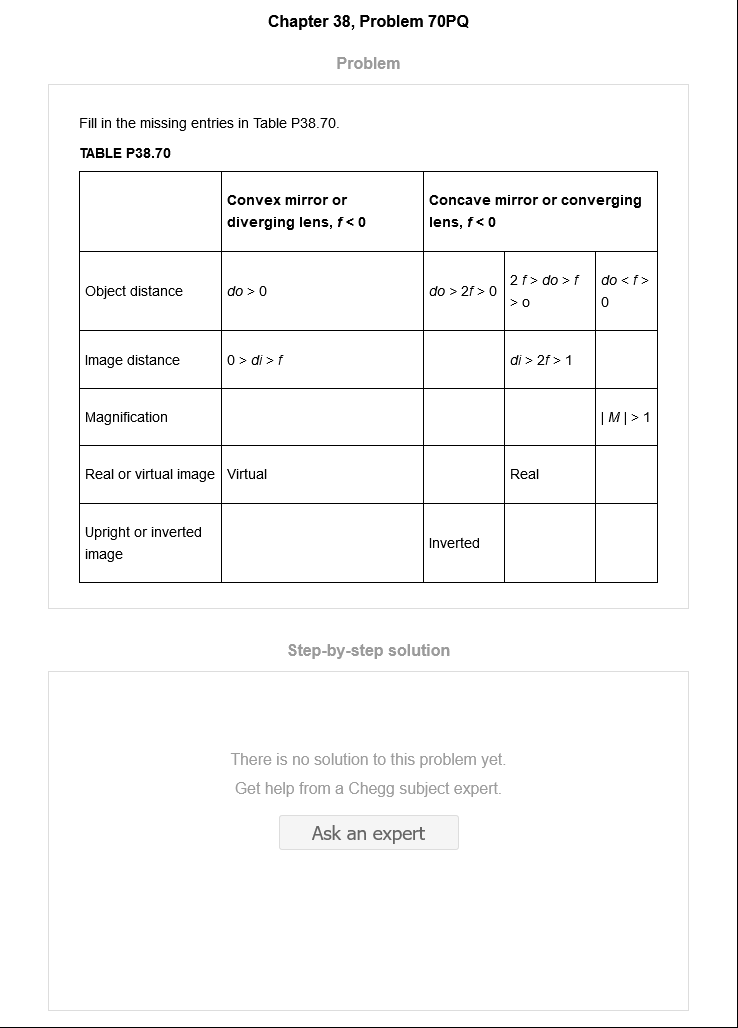 Chapter 38, Problem 70PQ
Problem
Fill in the missing entries in Table P38.70.
TABLE P38.70
Convex mirror or
diverging lens, f < 0
Concave mirror or converging
lens, f < 0
Object distance
do > 0
do > 2f > 0
2 f > do > f
> o
do < f >
0
Image distance
0 > di > f
di > 2f > 1
Magnification
| M | > 1
Real or virtual image
Virtual
Real
Upright or inverted
image
Inverted
Step-by-step solution
There is no solution to this problem yet.
Get help from a Chegg subject expert.
Ask an expert